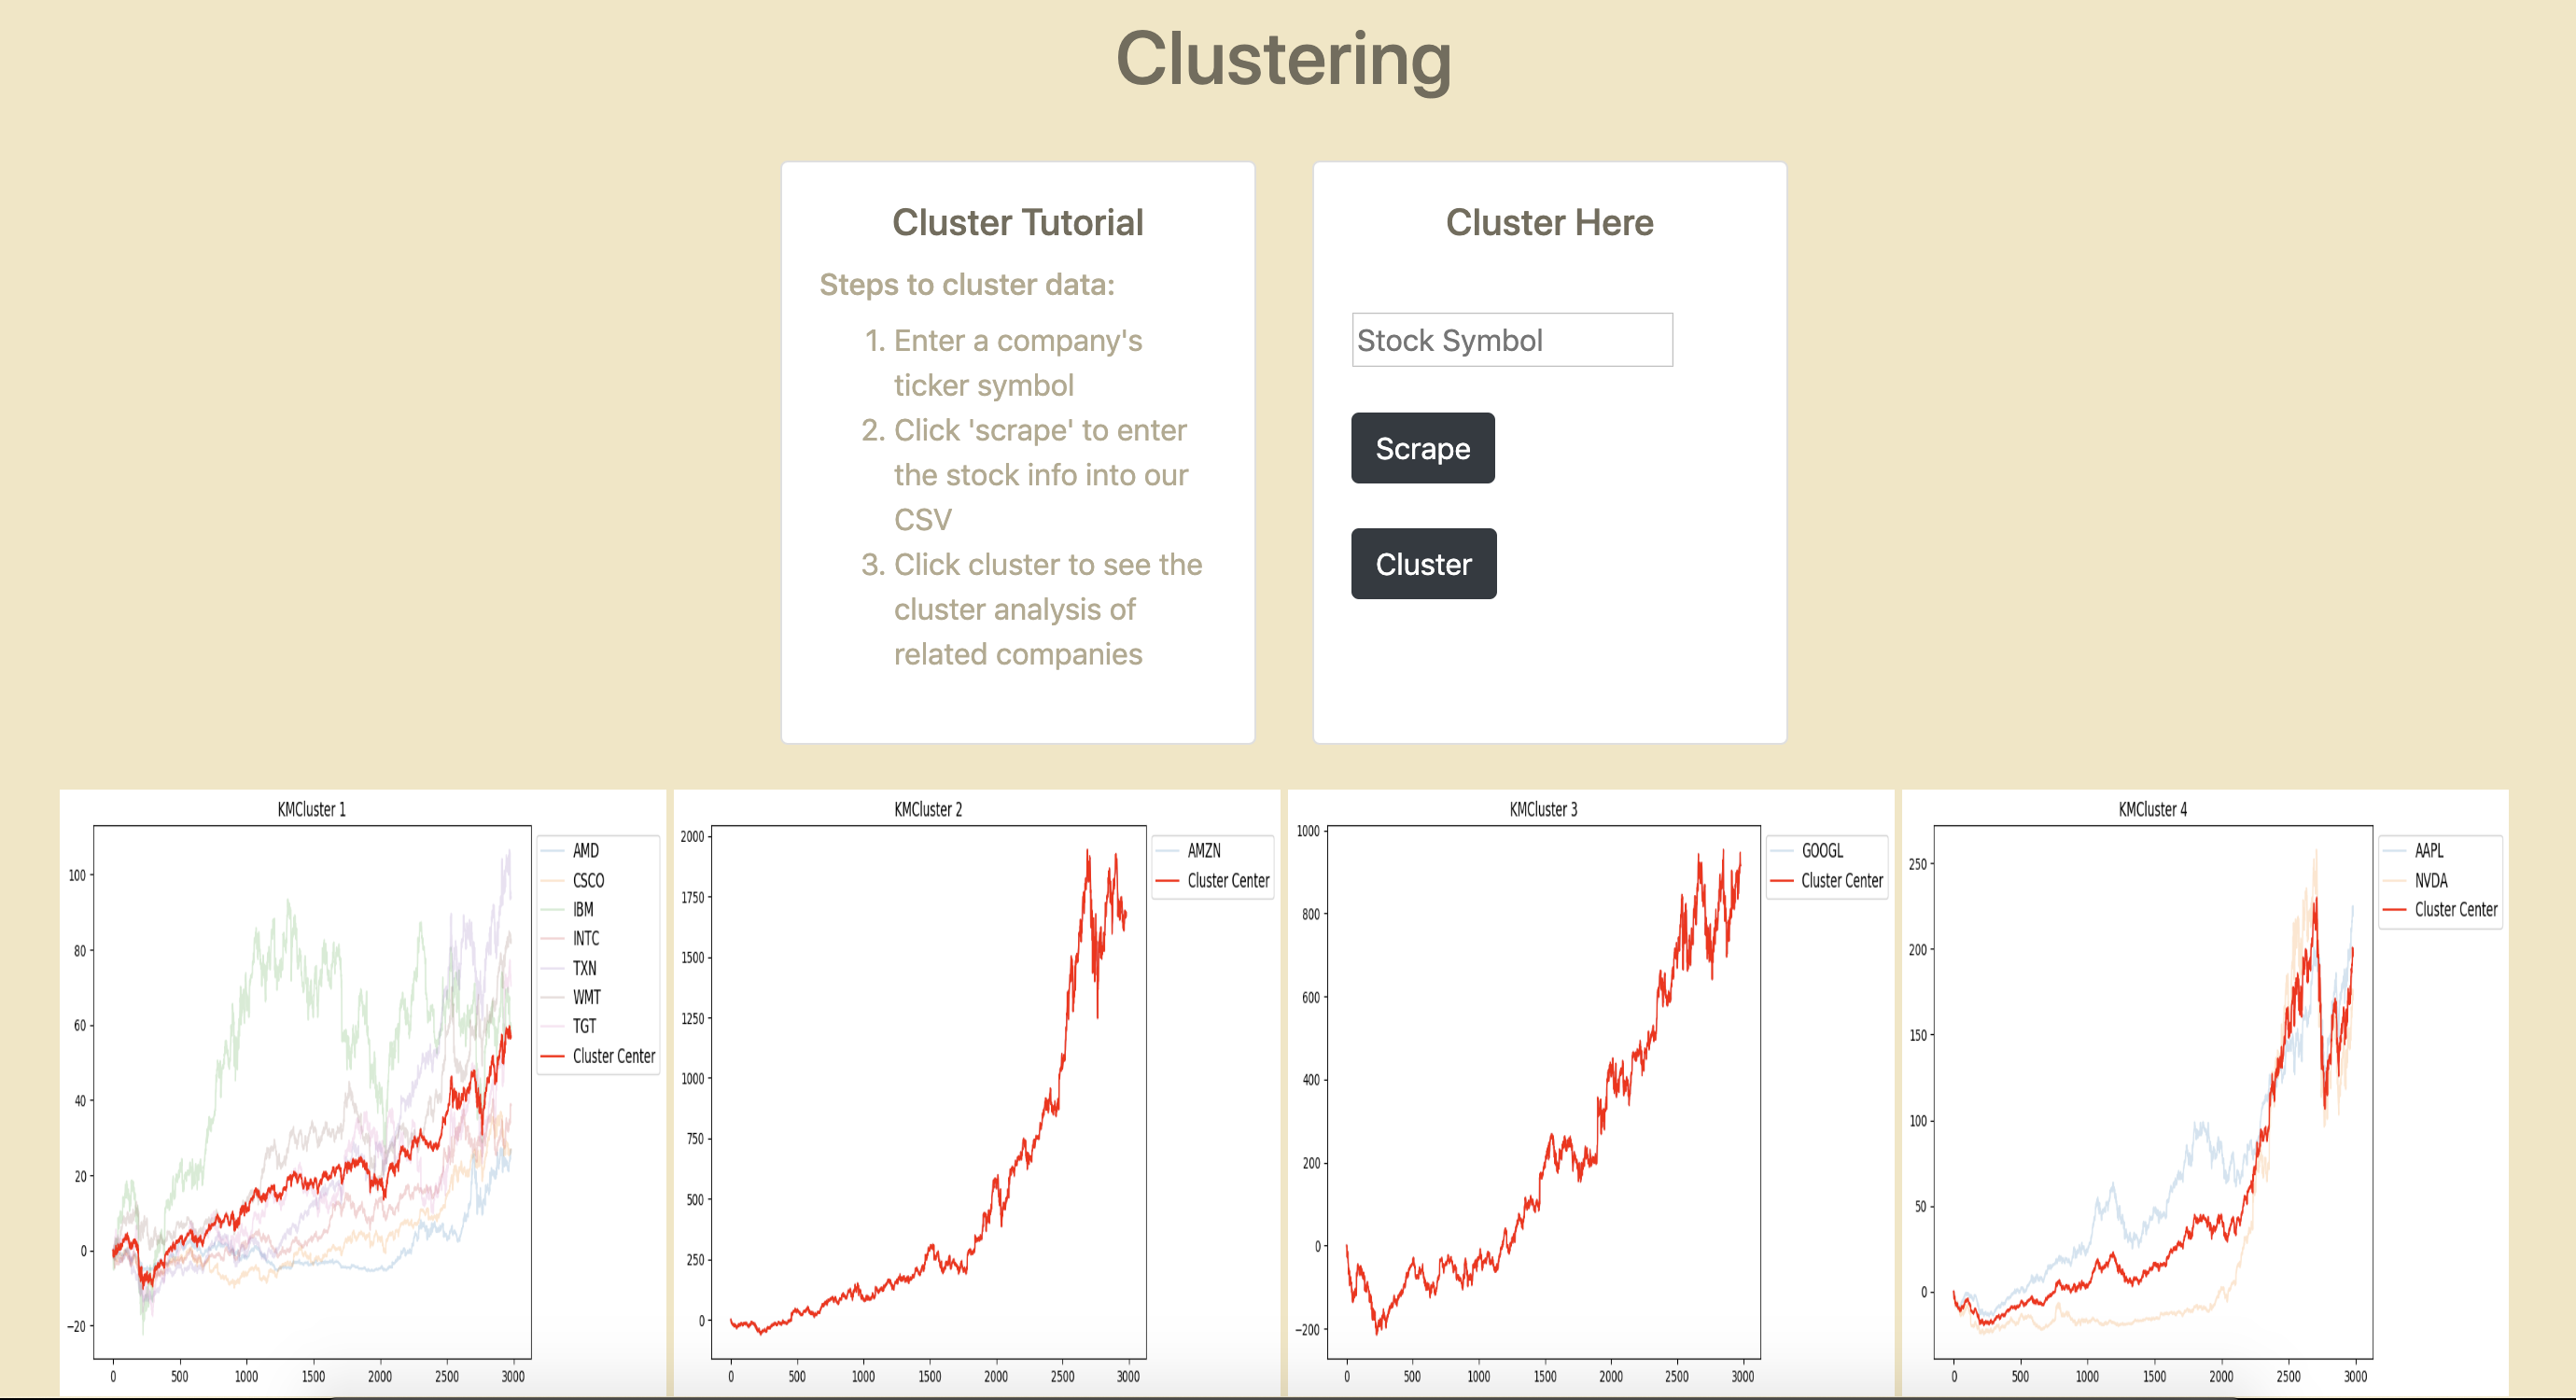 Clustering
Cluster Tutorial
Steps to cluster data:
1. Enter a company's
ticker symbol
2. Click 'scrape' to enter
the stock info into our
CSV
3. Click cluster to see the
cluster analysis of
related companies
Cluster Here
Stock Symbol
Scrape
Cluster
KMCluster 1
100
80
60
40
20
0
−20
0 500 1000 1500 2000 2500 3000
AMD
CSCO
IBM
INTC
TXN
WMT
TGT
Cluster Center
KMCluster 2
2000
1750
1500
1250
1000
750
500
250
0
0 500 1000 1500 2000 2500 3000
AMZN
Cluster Center
KMCluster 3
1000
800
600
400
200
0
−200
0 500 1000 1500 2000 2500 3000
GOOGL
Cluster Center
KMCluster 4
250
200
150
100
50
0
0 500 1000 1500 2000 2500 3000
AAPL
NVDA
Cluster Center